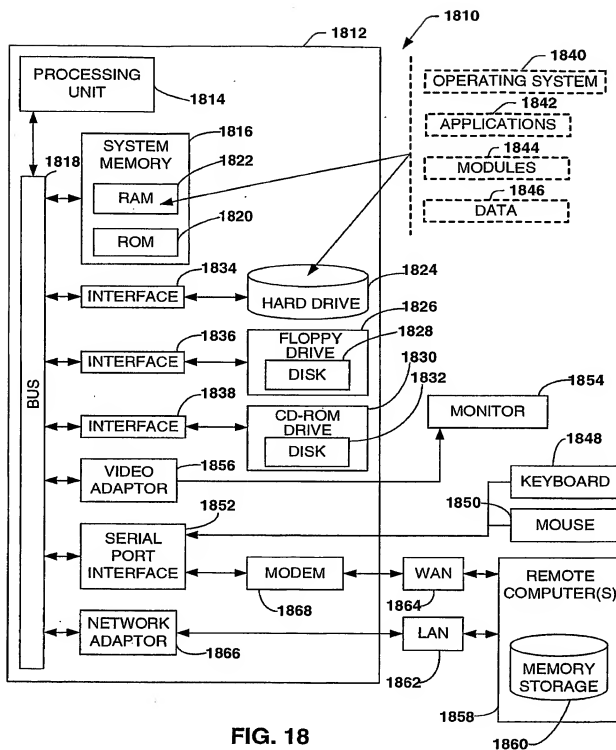 1812
1810
PROCESSING
UNIT
1814
1840
OPERATING SYSTEM
1842
APPLICATIONS
1844
MODULES
1846
DATA
1816
1818
SYSTEM
MEMORY
1822
RAM
1820
ROM
BUS
1834
INTERFACE
1824
HARD DRIVE
1826
1836
INTERFACE
FLOPPY
DRIVE
1828
DISK
1830
1838
INTERFACE
CD-ROM
DRIVE
1832
DISK
1854
MONITOR
1848
KEYBOARD
1850
MOUSE
VIDEO
ADAPTOR
1856
1852
SERIAL
PORT
INTERFACE
MODEM
1868
WAN
1864
REMOTE
COMPUTER(S)
NETWORK
ADAPTOR
1866
LAN
1862
MEMORY
STORAGE
1858
1860
FIG. 18